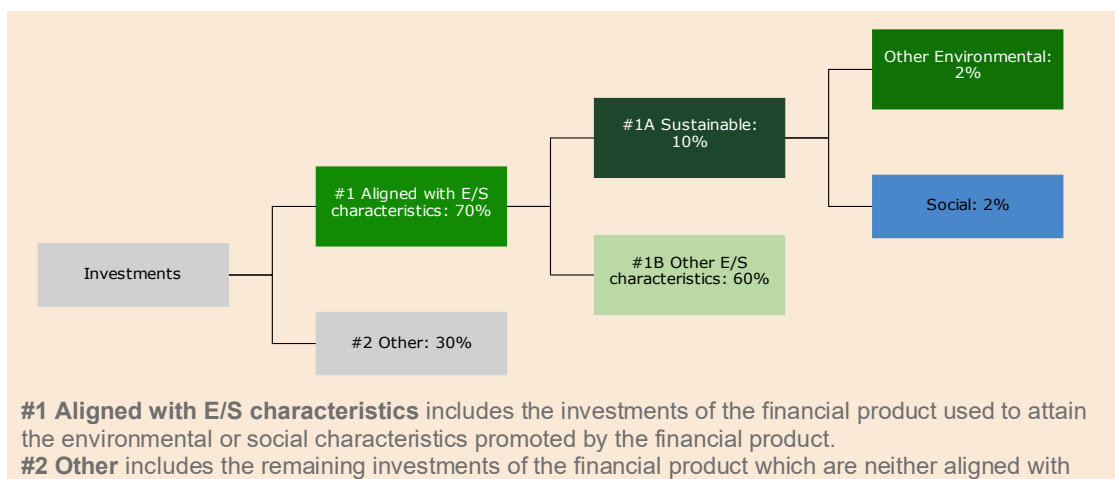 Other Environmental:
2%
#1A Sustainable:
10%
#1 Aligned with E/S
characteristics: 70%
Social: 2%
Investments
#1B Other E/S
characteristics: 60%
#2 Other: 30%
#1 Aligned with E/S characteristics includes the investments of the financial product used to attain
the environmental or social characteristics promoted by the financial product.
#2 Other includes the remaining investments of the financial product which are neither aligned with